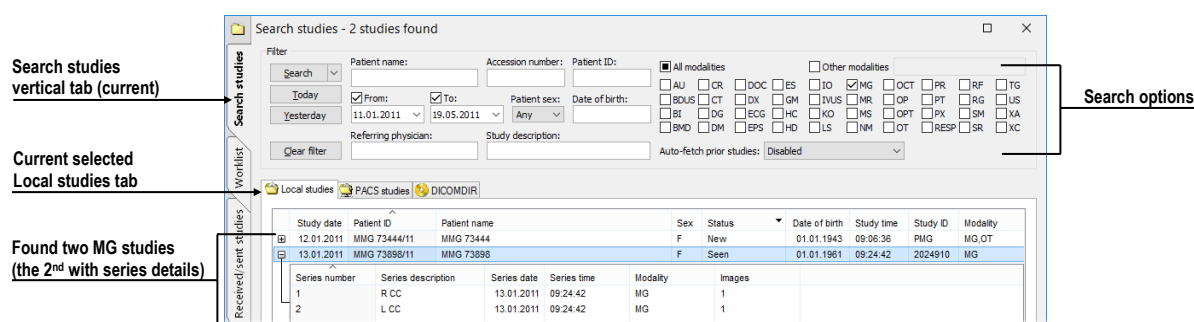 Search studies - 2 studies found
Search studies
vertical tab (current)
Current selected
Local studies tab
Found two MG studies
(the 2nd with series details)
Search options
Search studies
Worklist
Received/sent studies
Filter
Search
Today
Yesterday
Clear filter
Patient name:
Accession number:
Patient ID:
From:
To:
Patient sex:
Date of birth:
11.01.2011
19.05.2011
Any
Referring physician:
Study description:
All modalities
Other modalities
AU CR DOC ES IO MG OCT PR RF TG
BDUS CT DX GM IVUS MR OP PT RG US
BI DG ECG HC KO MS OPT PX SM XA
BMD DM EPS HD LS NM OT RESP SR XC
Auto-fetch prior studies: Disabled
Local studies PACS studies DICOMDIR
Study date Patient ID Patient name Sex Status Date of birth Study time Study ID Modality
12.01.2011 MMG 73444/11 MMG 73444 F New 01.01.1943 09:06:36 PMG MG,OT
13.01.2011 MMG 73898/11 MMG 73898 F Seen 01.01.1961 09:24:42 2024910 MG
Series number Series description Series date Series time Modality Images
1 R CC 13.01.2011 09:24:42 MG 1
2 L CC 13.01.2011 09:24:42 MG 1